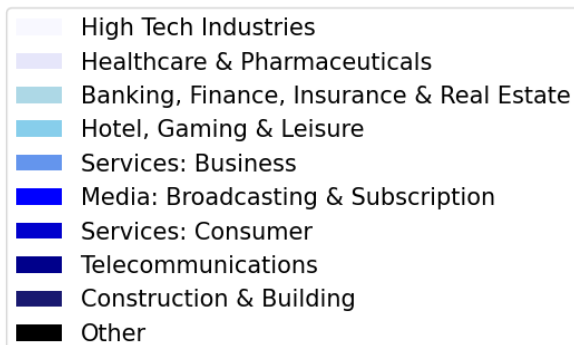 High Tech Industries
Healthcare & Pharmaceuticals
Banking, Finance, Insurance & Real Estate
Hotel, Gaming & Leisure
Services: Business
Media: Broadcasting & Subscription
Services: Consumer
Telecommunications
Construction & Building
Other